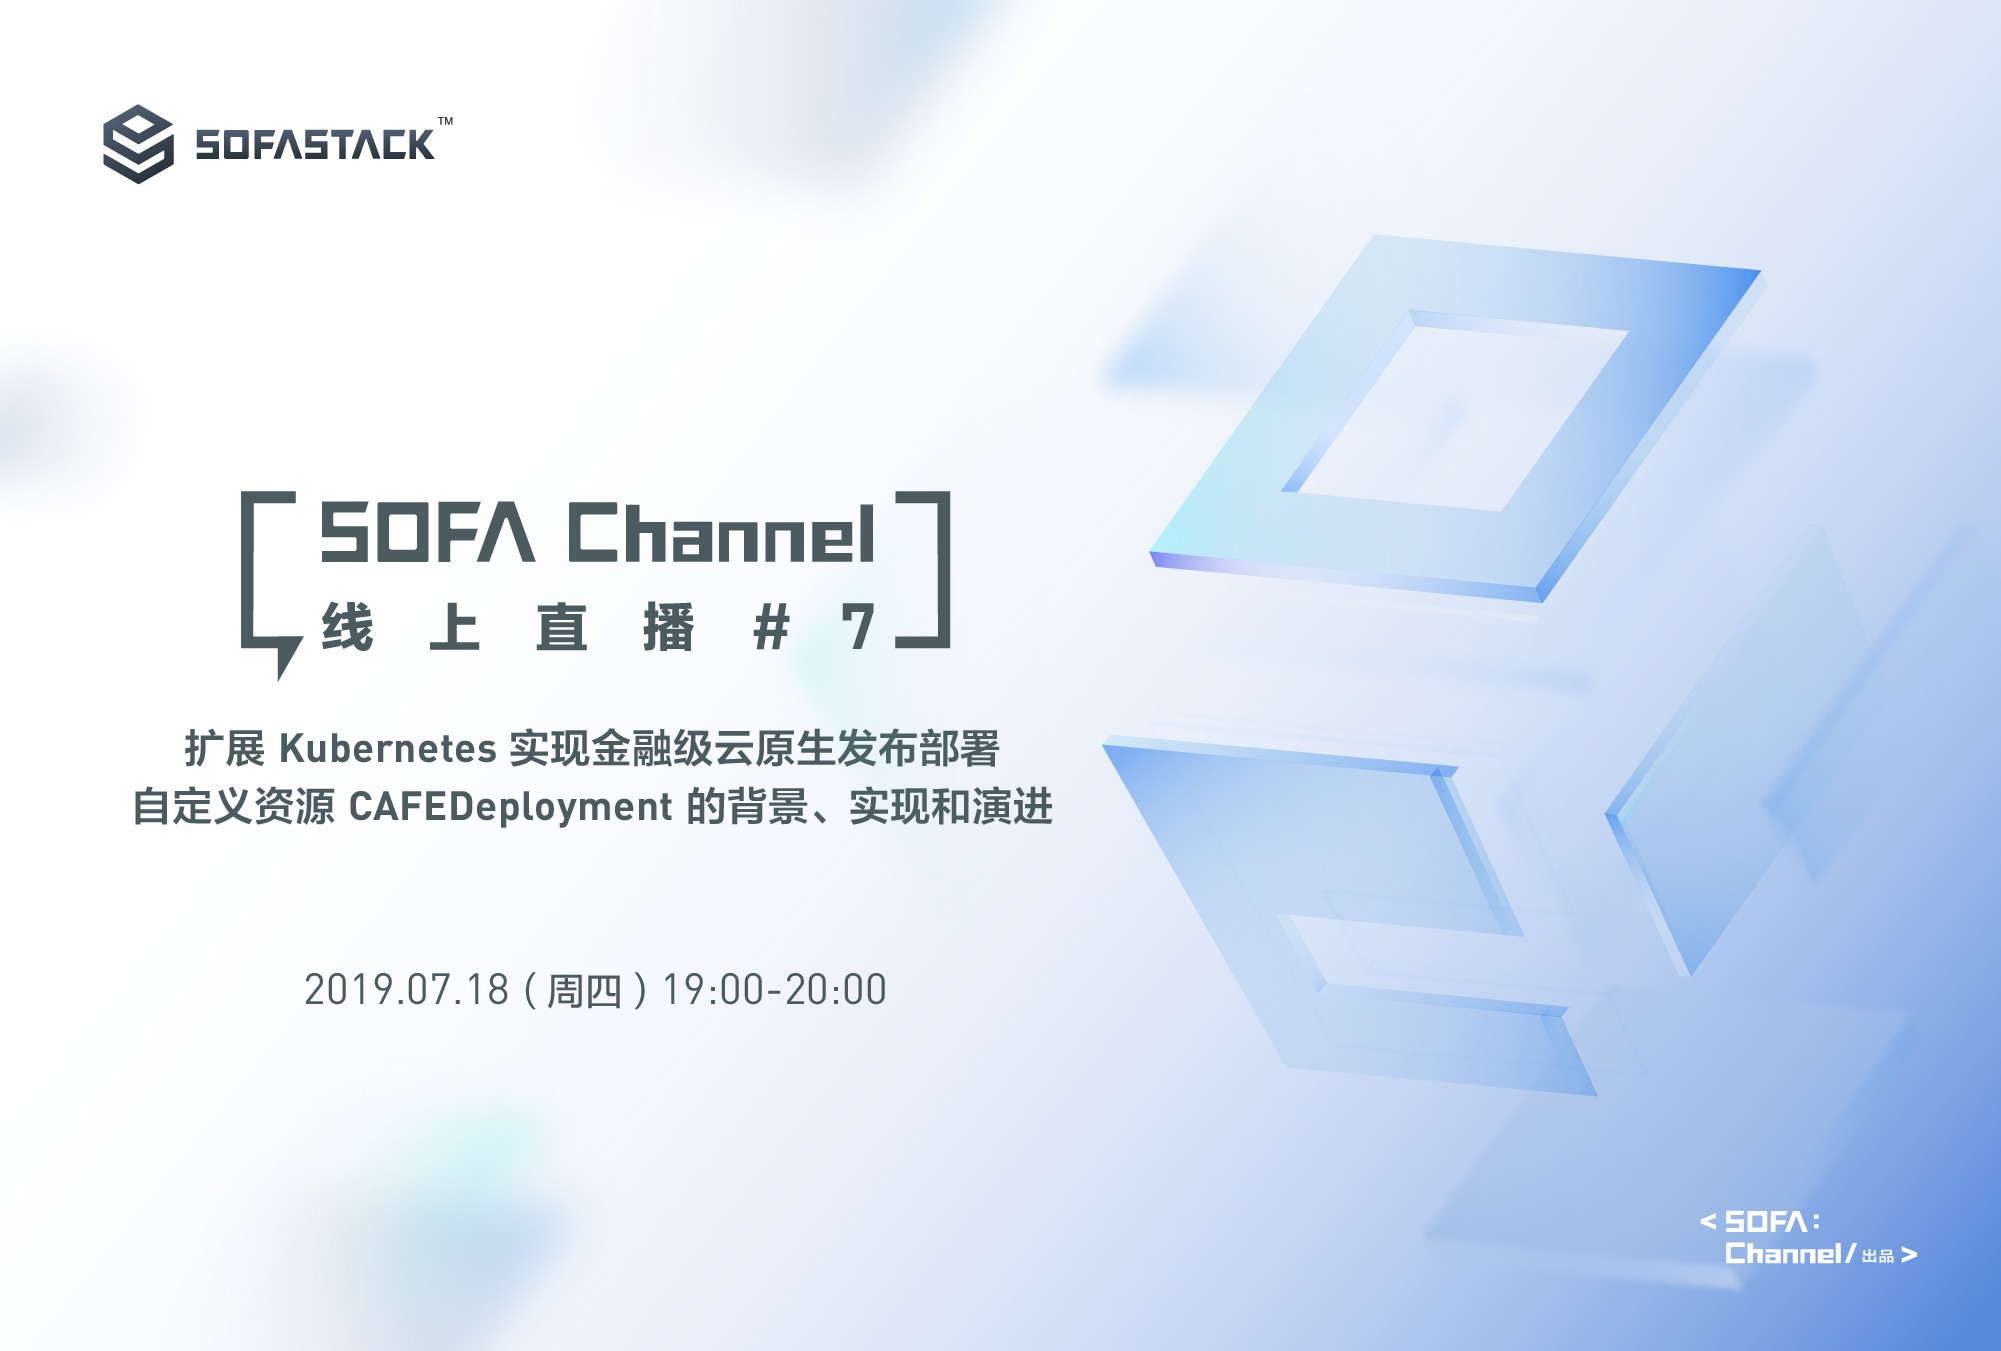 SOFASTACK™
SOFA Channel
线上直播#7
扩展 Kubernetes 实现金融级云原生发布部署
自定义资源 CAFEDeployment 的背景、实现和演进
2019.07.18（周四）19:00-20:00
<SOFA:
Channel/出品>